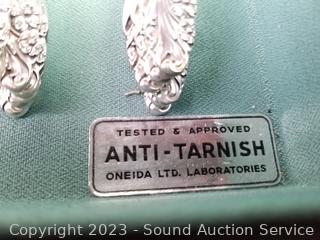 TESTED & APPROVED
ANTI-TARNISH
ONEIDA LTD. LABORATORIES
Copyright 2023 - Sound Auction Service